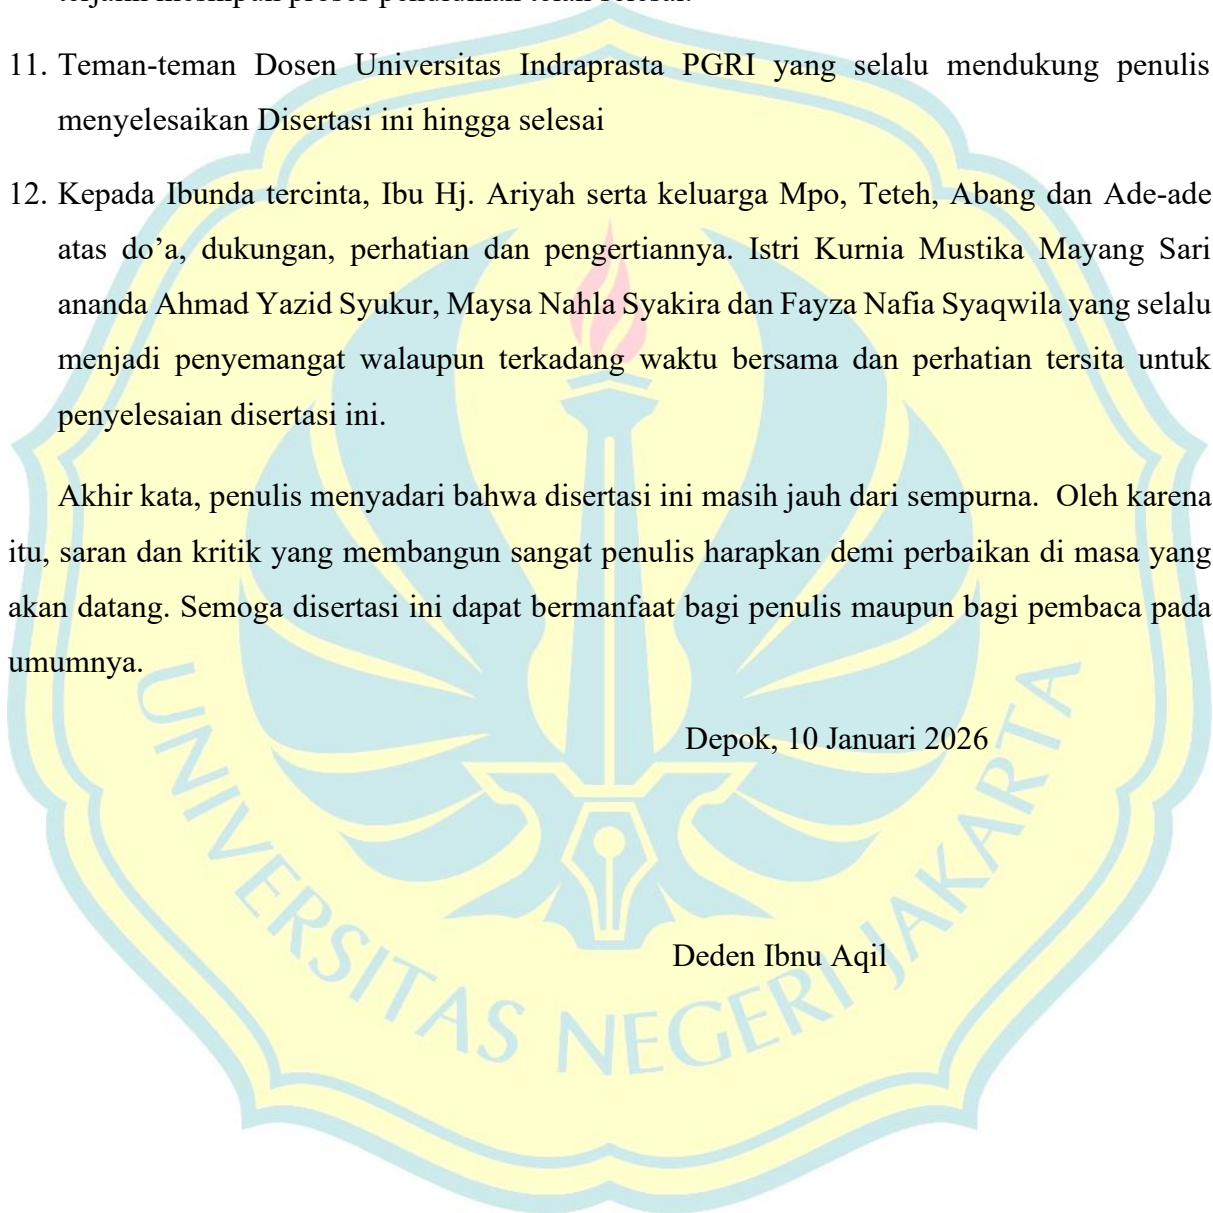 11. Teman-teman Dosen Universitas Indraprasta PGRI yang selalu mendukung penulis
menyelesaikan Disertasi ini hingga selesai
12. Kepada Ibunda tercinta, Ibu Hj. Ariyah serta keluarga Mpo, Teteh, Abang dan Ade-ade
atas do’a, dukungan, perhatian dan pengertiannya. Istri Kurnia Mustika Mayang Sari
ananda Ahmad Yazid Syukur, Maysa Nahla Syakira dan Fayza Nafia Syaqwila yang selalu
menjadi penyemangat walaupun terkadang waktu bersama dan perhatian tersita untuk
penyelesaian disertasi ini.
Akhir kata, penulis menyadari bahwa disertasi ini masih jauh dari sempurna. Oleh karena
itu, saran dan kritik yang membangun sangat penulis harapkan demi perbaikan di masa yang
akan datang. Semoga disertasi ini dapat bermanfaat bagi penulis maupun bagi pembaca pada
umumnya.
Depok, 10 Januari 2026
Deden Ibnu Aqil
UNIVERSITAS NEGERI JAKARTA